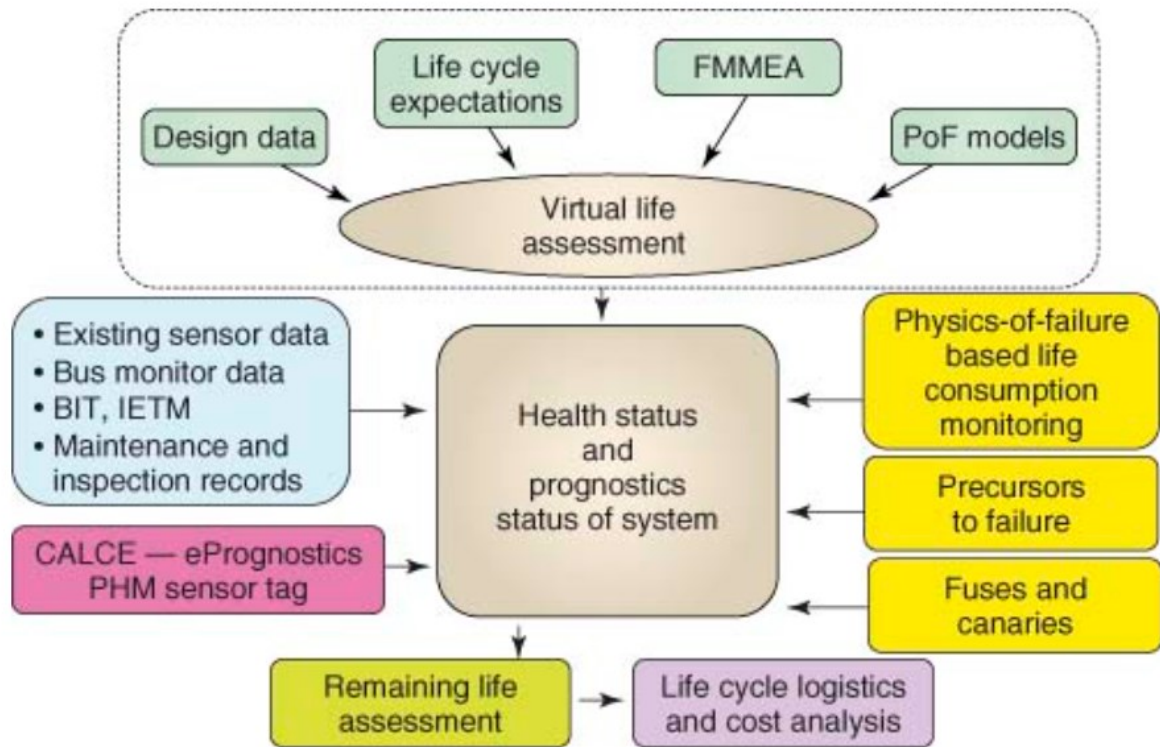 Life cycle
expectations
FMMEA
Design data
PoF models
Virtual life
assessment
• Existing sensor data
• Bus monitor data
• BIT, IETM
• Maintenance and
inspection records
CALCE — ePrognostics
PHM sensor tag
Health status
and
prognostics
status of system
Physics-of-failure
based life
consumption
monitoring
Precursors
to failure
Fuses and
canaries
Remaining life
assessment
Life cycle logistics
and cost analysis